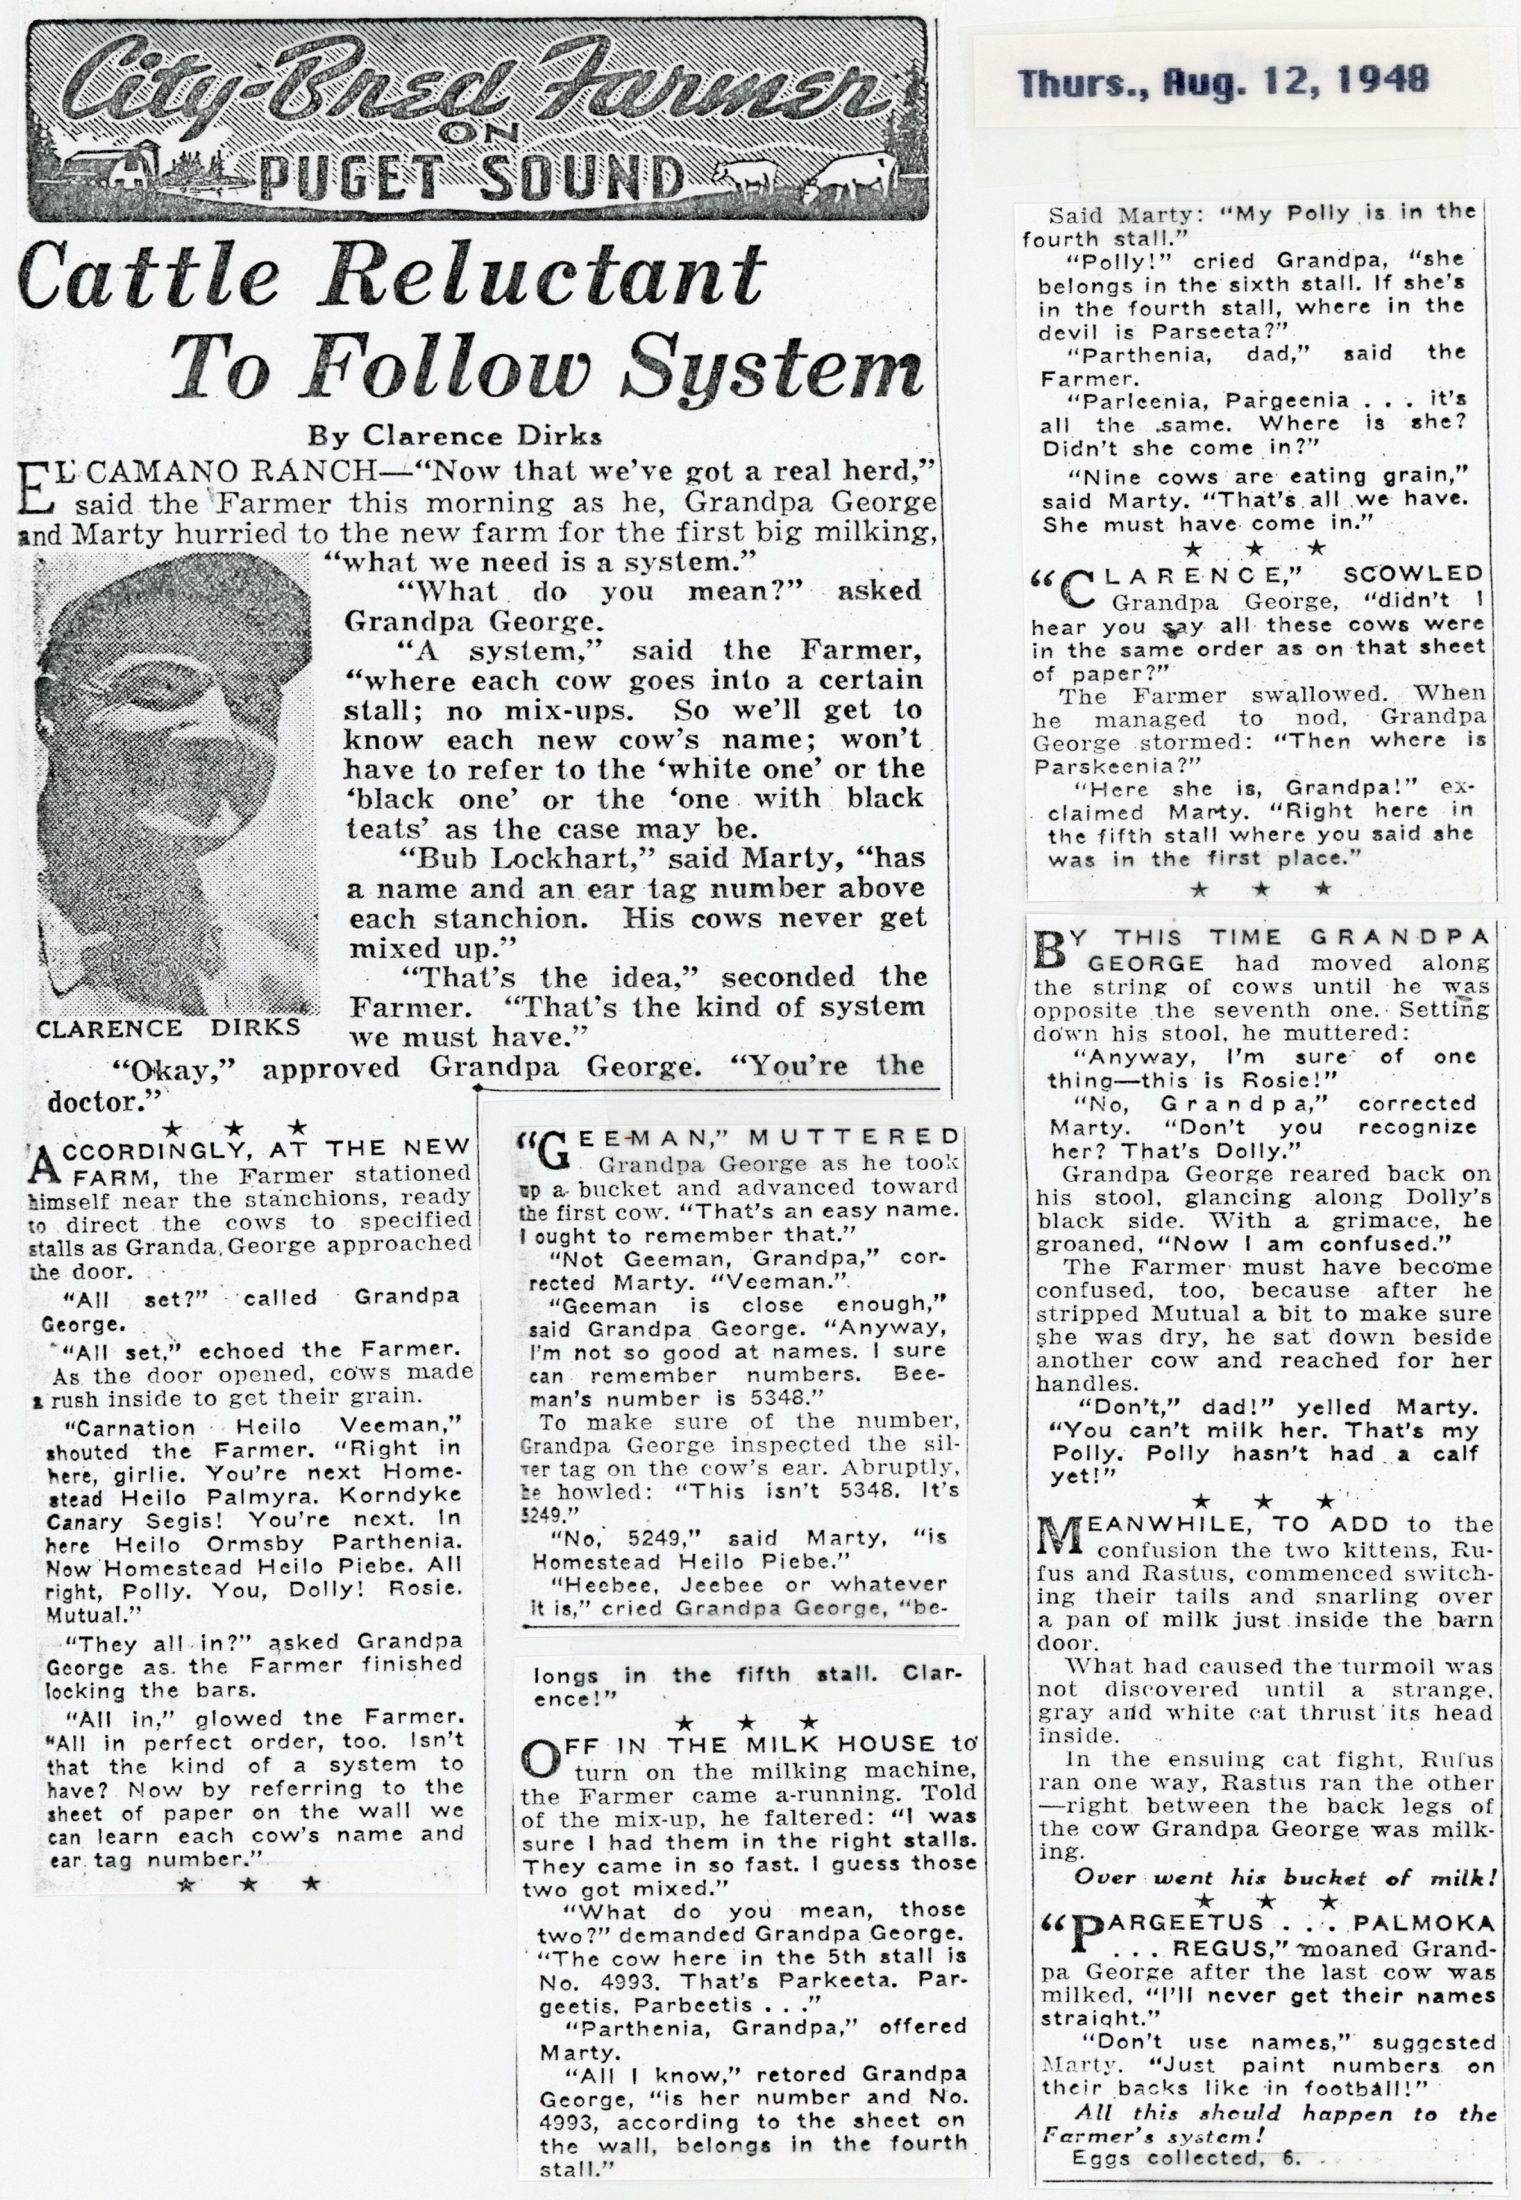 City-Bred Farmer
ON
PUGET SOUND
Thurs., Aug. 12, 1948
Cattle Reluctant
To Follow System
By Clarence Dirks
EL CAMANO RANCH—“Now that we’ve got a real herd,”
said the Farmer this morning as he, Grandpa George
and Marty hurried to the new farm for the first big milking,
“what we need is a system.”
“What do you mean?” asked
Grandpa George.
“A system,” said the Farmer,
“where each cow goes into a certain
stall; no mix-ups. So we’ll get to
know each new cow’s name; won’t
have to refer to the ‘white one’ or the
‘black one’ or the ‘one with black
teats’ as the case may be.
“Bub Lockhart,” said Marty, “has
a name and an ear tag number above
each stanchion. His cows never get
mixed up.”
“That’s the idea,” seconded the
Farmer. “That’s the kind of system
we must have.”
CLARENCE DIRKS
“Okay,” approved Grandpa George. “You’re the
doctor.”
★ ★ ★
ACCORDINGLY, AT THE NEW
FARM, the Farmer stationed
himself near the stanchions, ready
to direct the cows to specified
stalls as Granda George approached
the door.
“All set?” called Grandpa
George.
“All set,” echoed the Farmer.
As the door opened, cows made
a rush inside to get their grain.
“Carnation Heilo Veeman,”
shouted the Farmer. “Right in
here, girlie. You’re next Home-
stead Heilo Palmyra. Korndyke
Canary Segis! You’re next. In
here Heilo Ormsby Parthenia.
Now Homestead Heilo Piebe. All
right, Polly. You, Dolly! Rosie.
Mutual.”
“They all in?” asked Grandpa
George as the Farmer finished
locking the bars.
“All in,” glowed the Farmer.
“All in perfect order, too. Isn’t
that the kind of a system to
have? Now by referring to the
sheet of paper on the wall we
can learn each cow’s name and
ear tag number.”
★ ★ ★
“GEE-MAN,” MUTTERED
Grandpa George as he took
up a bucket and advanced toward
the first cow. “That’s an easy name.
I ought to remember that.”
“Not Geeman, Grandpa,” cor-
rected Marty. “Veeman.”
“Geeman is close enough,”
said Grandpa George. “Anyway,
I’m not so good at names. I sure
can remember numbers. Bee-
man’s number is 5348.”
To make sure of the number,
Grandpa George inspected the sil-
ver tag on the cow’s ear. Abruptly,
he howled: “This isn’t 5348. It’s
5249.”
“No, 5249,” said Marty, “is
Homestead Heilo Piebe.”
“Heebee, Jeebee or whatever
it is,” cried Grandpa George, “be-
longs in the fifth stall. Clar-
ence!”
★ ★ ★
OFF IN THE MILK HOUSE to
turn on the milking machine,
the Farmer came a-running. Told
of the mix-up, he faltered: “I was
sure I had them in the right stalls.
They came in so fast. I guess those
two got mixed.”
“What do you mean, those
two?” demanded Grandpa George.
“The cow here in the 5th stall is
No. 4993. That’s Parkeeta. Par-
geetis, Parbeetis . . .”
“Parthenia, Grandpa,” offered
Marty.
“All I know,” retored Grandpa
George, “is her number and No.
4993, according to the sheet on
the wall, belongs in the fourth
stall.”
Said Marty: “My Polly is in the
fourth stall.”
“Polly!” cried Grandpa, “she
belongs in the sixth stall. If she’s
in the fourth stall, where in the
devil is Parseeta?”
“Parthenia, dad,” said the
Farmer.
“Parleenia, Pargeenia . . . it’s
all the same. Where is she?
Didn’t she come in?”
“Nine cows are eating grain,”
said Marty. “That’s all we have.
She must have come in.”
★ ★ ★
“CLARENCE,” SCOWLED
Grandpa George, “didn’t I
hear you say all these cows were
in the same order as on that sheet
of paper?”
The Farmer swallowed. When
he managed to nod, Grandpa
George stormed: “Then where is
Parskeenia?”
“Here she is, Grandpa!” ex-
claimed Marty. “Right here in
the fifth stall where you said she
was in the first place.”
★ ★ ★
BY THIS TIME GRANDPA
GEORGE had moved along
the string of cows until he was
opposite the seventh one. Setting
down his stool, he muttered:
“Anyway, I’m sure of one
thing—this is Rosie!”
“No, Grandpa,” corrected
Marty. “Don’t you recognize
her? That’s Dolly.”
Grandpa George reared back on
his stool, glancing along Dolly’s
black side. With a grimace, he
groaned, “Now I am confused.”
The Farmer must have become
confused, too, because after he
stripped Mutual a bit to make sure
she was dry, he sat down beside
another cow and reached for her
handles.
“Don’t,” dad!” yelled Marty.
“You can’t milk her. That’s my
Polly. Polly hasn’t had a calf
yet!”
★ ★ ★
MEANWHILE, TO ADD to the
confusion the two kittens, Ru-
fus and Rastus, commenced switch-
ing their tails and snarling over
a pan of milk just inside the barn
door.
What had caused the turmoil was
not discovered until a strange,
gray and white cat thrust its head
inside.
In the ensuing cat fight, Rufus
ran one way, Rastus ran the other
—right between the back legs of
the cow Grandpa George was milk-
ing.
Over went his bucket of milk!
★ ★ ★
“PARGEETUS . . . PALMOKA
. . . REGUS,” moaned Grand-
pa George after the last cow was
milked, “I’ll never get their names
straight.”
“Don’t use names,” suggested
Marty. “Just paint numbers on
their backs like in football!”
All this should happen to the
Farmer’s system!
Eggs collected, 6.